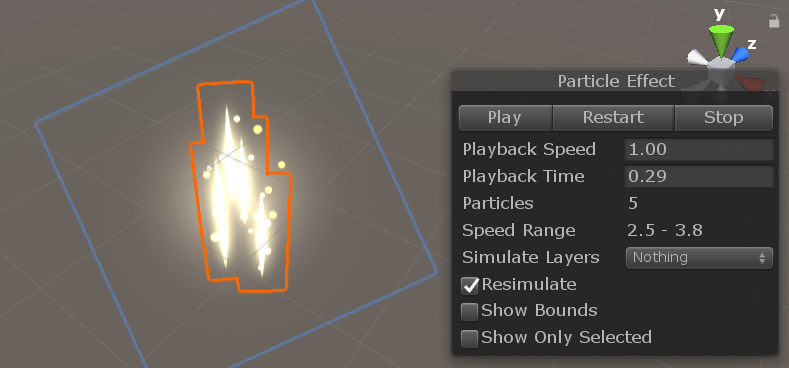 y
z
Particle Effect
Play Restart Stop
Playback Speed 1.00
Playback Time 0.29
Particles 5
Speed Range 2.5 - 3.8
Simulate Layers Nothing
Resimulate
Show Bounds
Show Only Selected